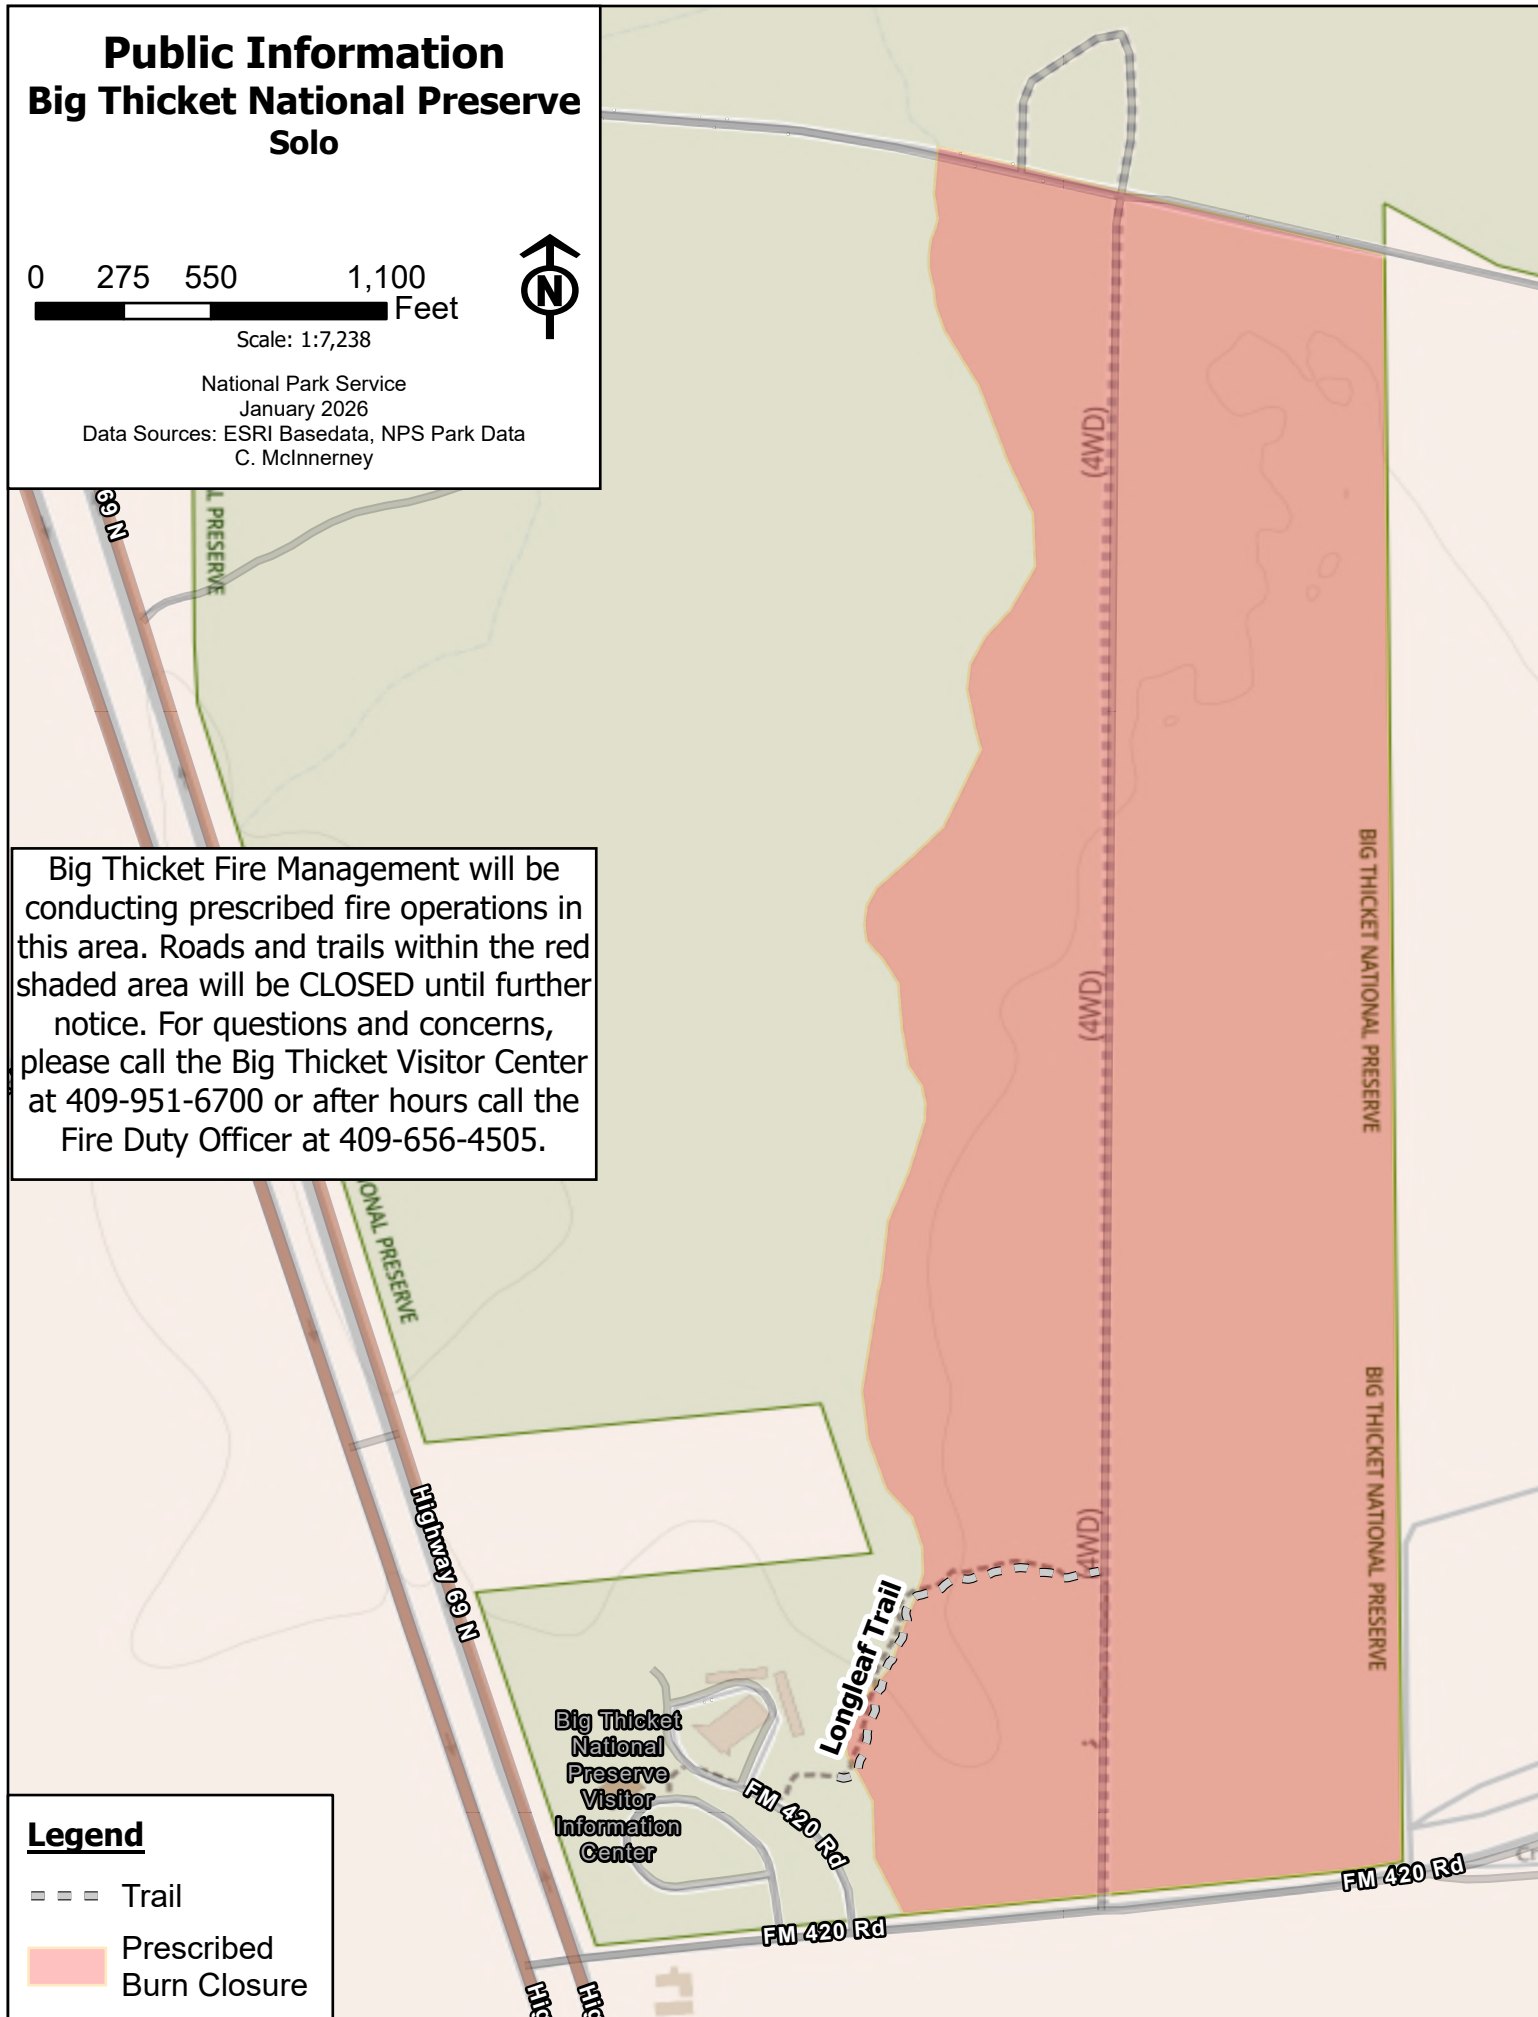 Public Information
Big Thicket National Preserve
Solo
0 275 550 1,100
Feet
Scale: 1:7,238
N
National Park Service
January 2026
Data Sources: ESRI Basedata, NPS Park Data
C. McInnerney
69 N
L PRESERVE
(4WD)
Big Thicket Fire Management will be
conducting prescribed fire operations in
this area. Roads and trails within the red
shaded area will be CLOSED until further
notice. For questions and concerns,
please call the Big Thicket Visitor Center
at 409-951-6700 or after hours call the
Fire Duty Officer at 409-656-4505.
BIG THICKET NATIONAL PRESERVE
(4WD)
IONAL PRESERVE
BIG THICKET NATIONAL PRESERVE
Highway 69 N
(4WD)
Longleaf Trail
Big Thicket
National
Preserve
Visitor
Information
Center
FM 420 Rd
FM 420 Rd
FM 420 Rd
Legend
Trail
Prescribed
Burn Closure
Hig
Hig